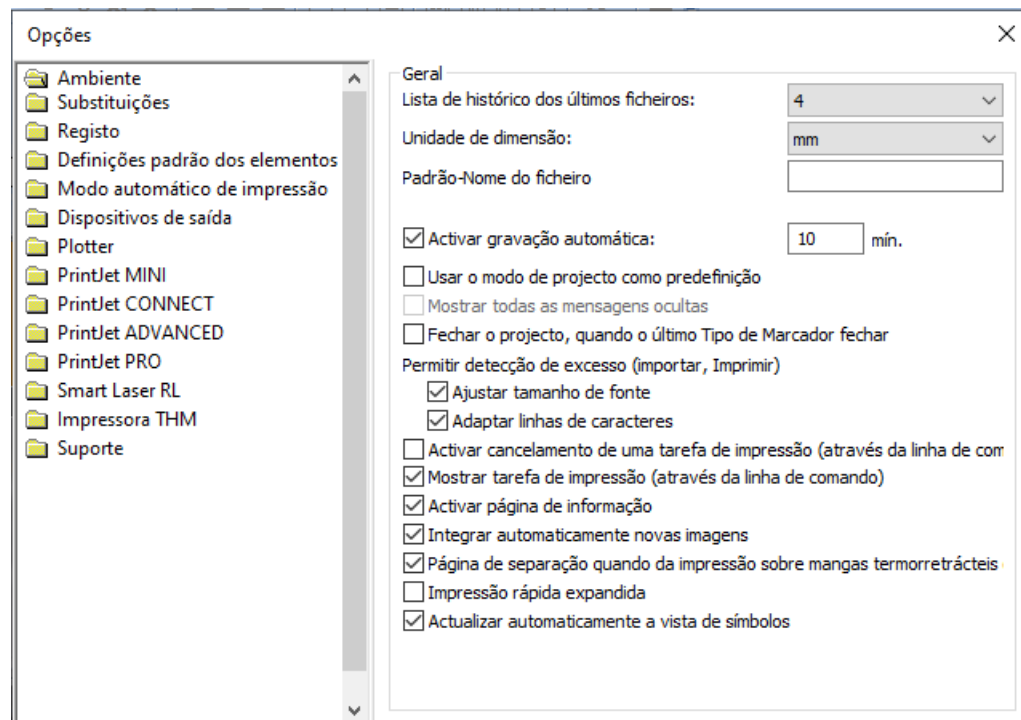 Opções
Ambiente
Substituições
Registo
Definições padrão dos elementos
Modo automático de impressão
Dispositivos de saída
Plotter
PrintJet MINI
PrintJet CONNECT
PrintJet ADVANCED
PrintJet PRO
Smart Laser RL
Impressora THM
Suporte
Geral
Lista de histórico dos últimos ficheiros: 4
Unidade de dimensão: mm
Padrão-Nome do ficheiro
Activar gravação automática: 10 mín.
Usar o modo de projecto como predefinição
Mostrar todas as mensagens ocultas
Fechar o projecto, quando o último Tipo de Marcador fechar
Permitir detecção de excesso (importar, Imprimir)
Ajustar tamanho de fonte
Adaptar linhas de caracteres
Activar cancelamento de uma tarefa de impressão (através da linha de com
Mostrar tarefa de impressão (através da linha de comando)
Activar página de informação
Integrar automaticamente novas imagens
Página de separação quando da impressão sobre mangas termorretrácteis
Impressão rápida expandida
Actualizar automaticamente a vista de símbolos